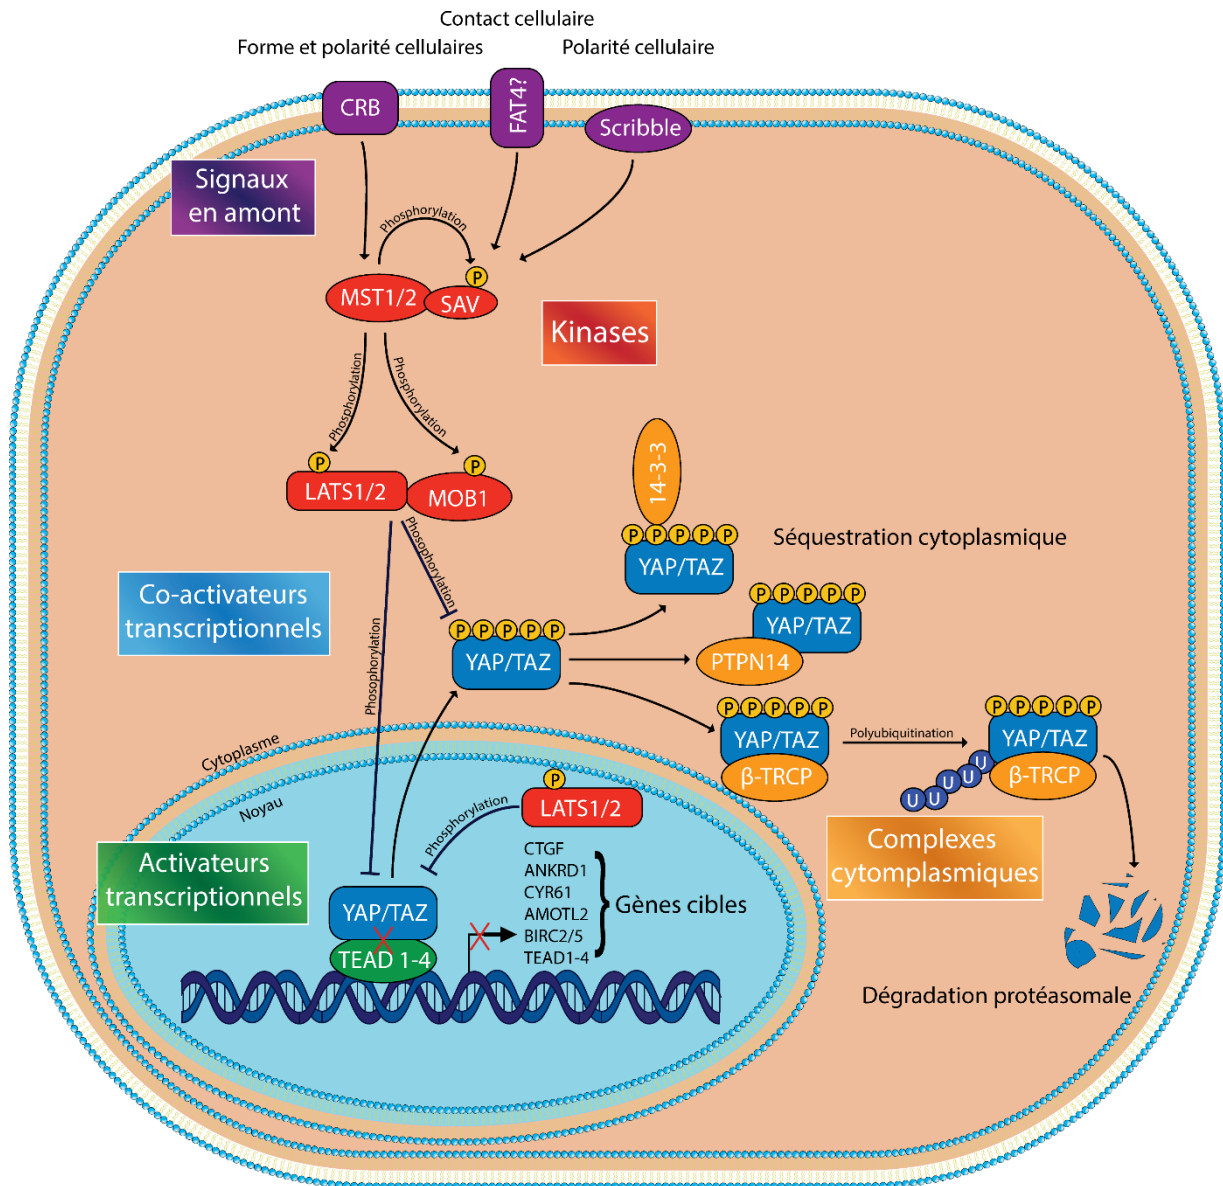 Contact cellulaire
Forme et polarité cellulaires
Polarité cellulaire
CRB
FAT4?
Scribble
Signaux
en amont
Phosphorylation
P
MST1/2
SAV
Kinases
Phosphorylation
Phosphorylation
P
P
LATS1/2
MOB1
14-3-3
P P P P P
YAP/TAZ
Séquestration cytoplasmique
Phosophorylation
Phosophorylation
Co-activateurs
transcriptionnels
P P P P P
YAP/TAZ
P P P P P
YAP/TAZ
PTPN14
P P P P P
YAP/TAZ
β-TRCP
Polyubiquitination
P P P P P
YAP/TAZ
β-TRCP
U U U U U
Cytoplasme
Noyau
P
LATS1/2
Phosphorylation
Complexes
cytomplasmiques
Activateurs
transcriptionnels
CTGF
ANKRD1
CYR61
AMOTL2
BIRC2/5
TEAD1-4
Gènes cibles
YAP/TAZ
TEAD 1-4
Dégradation protéasomale